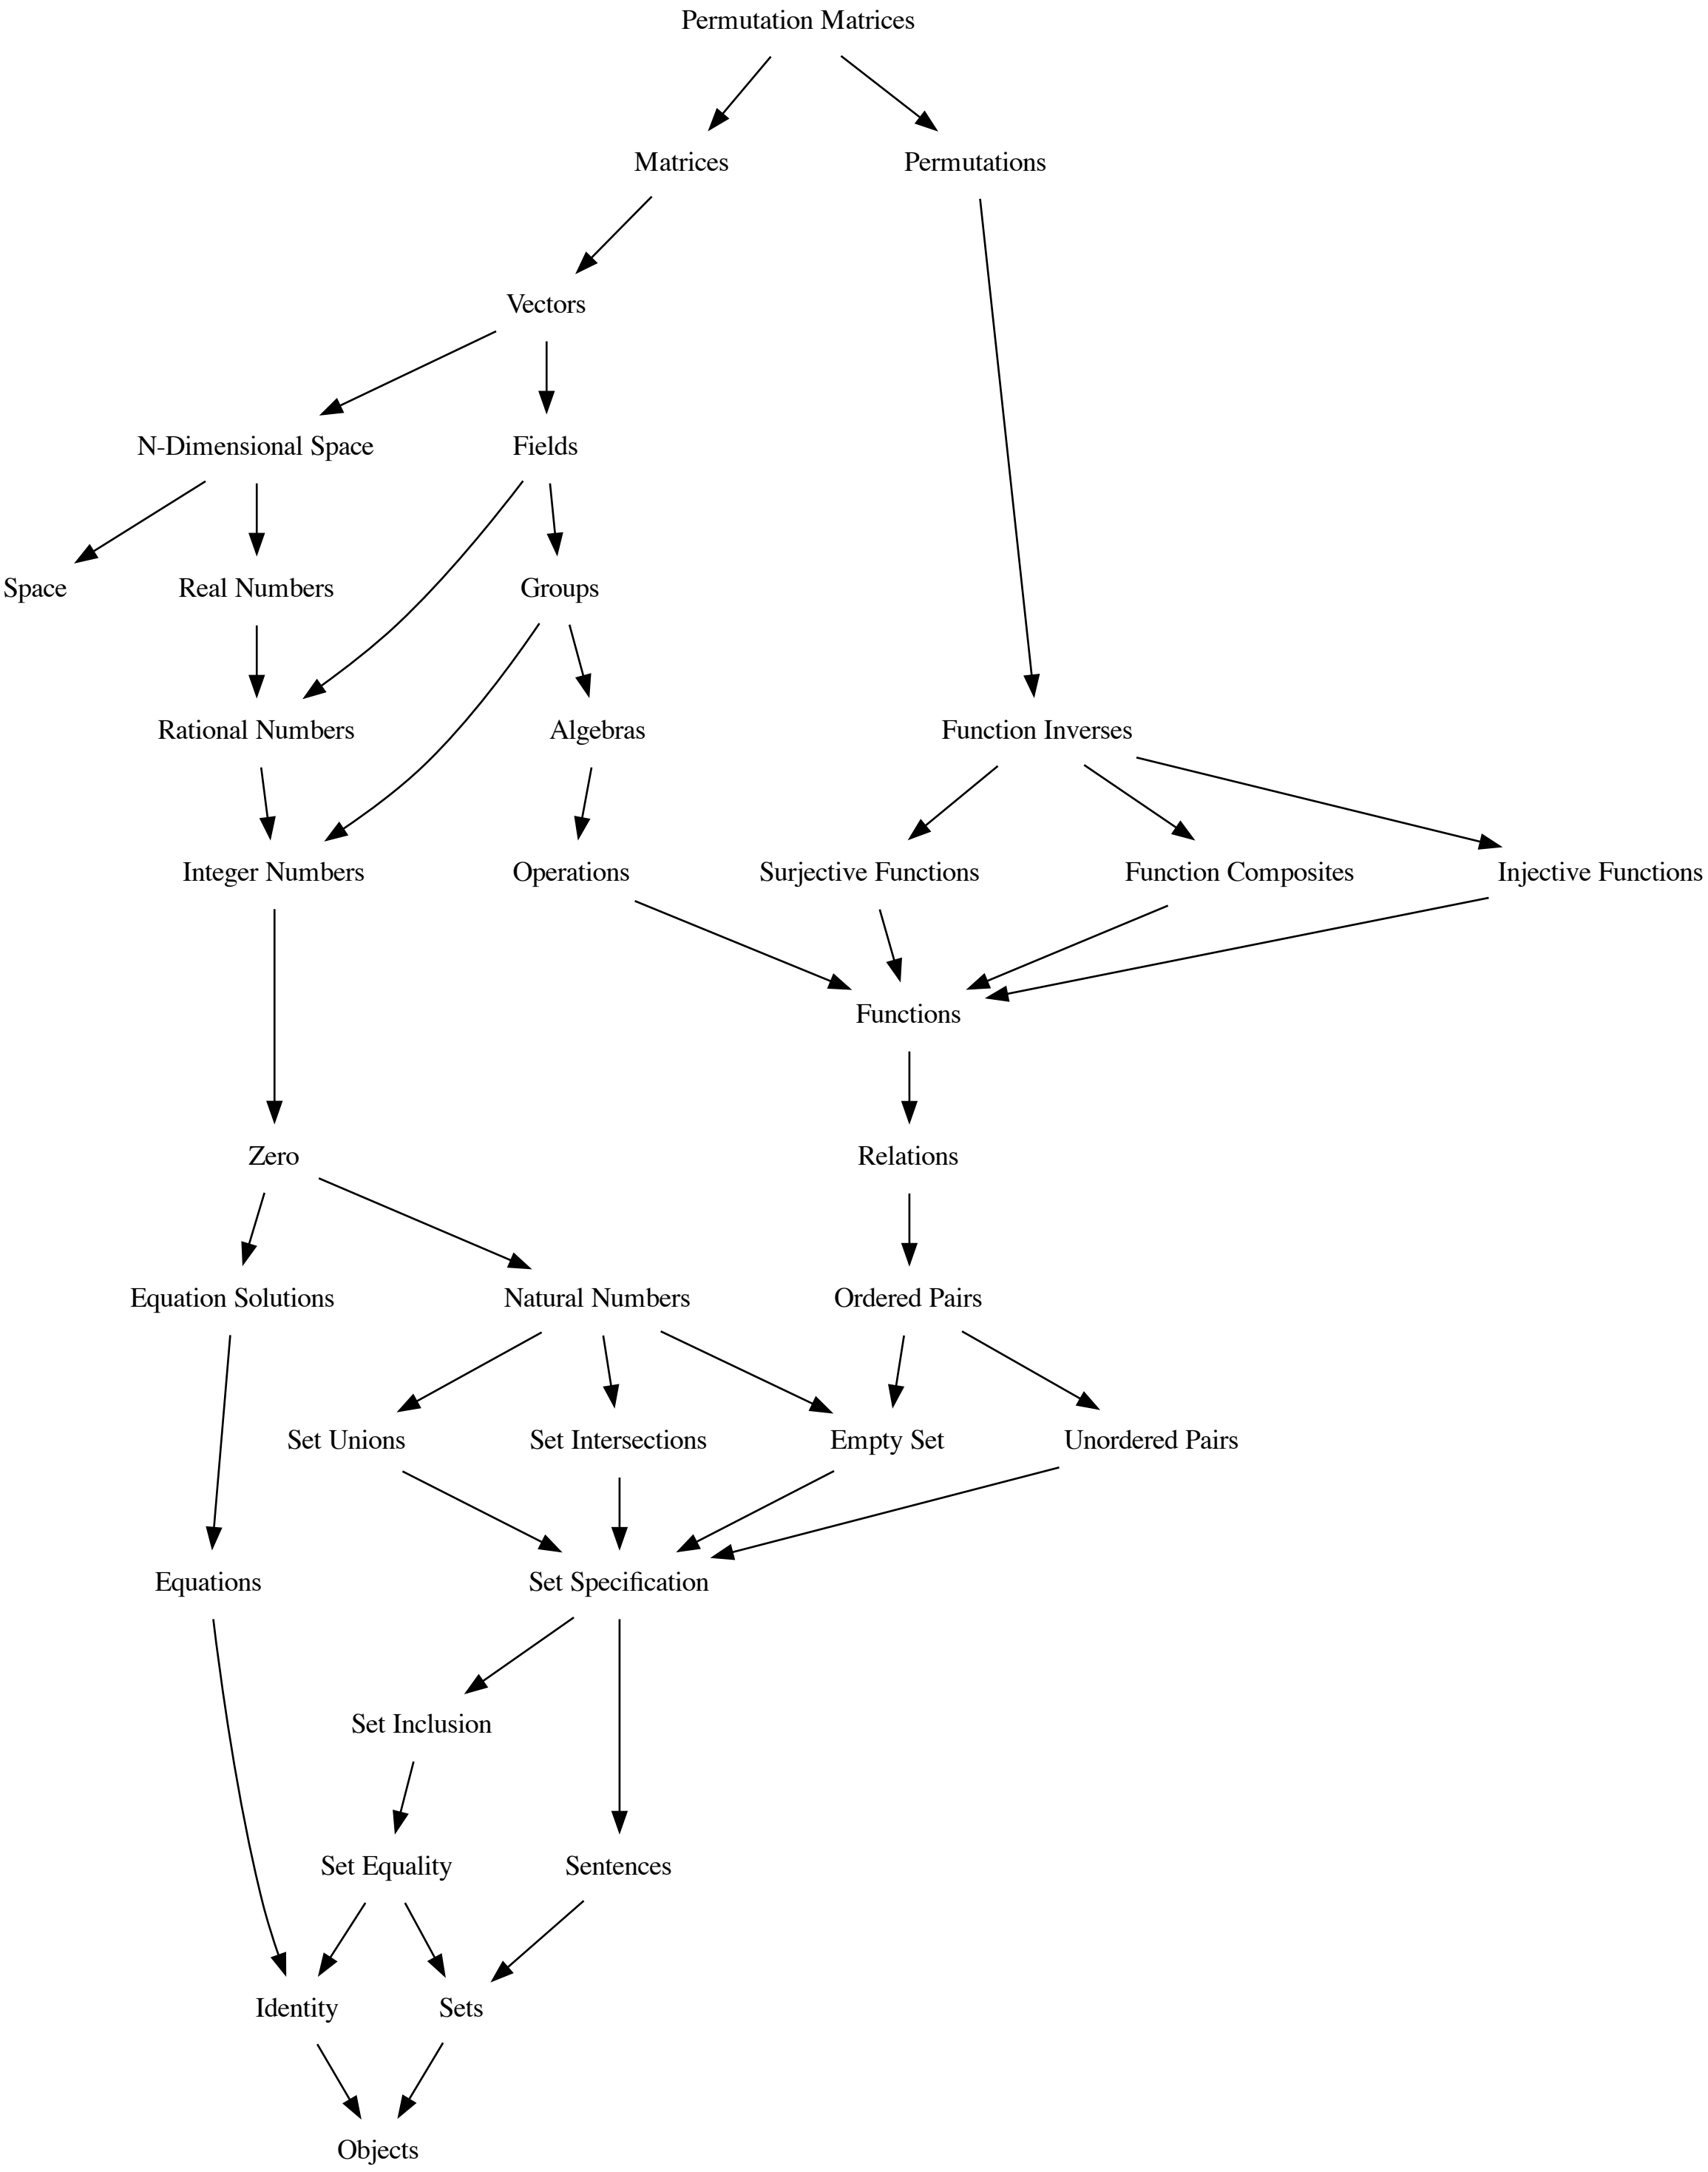 Permutation Matrices
Matrices
Permutations
Vectors
N-Dimensional Space
Fields
Space
Real Numbers
Groups
Rational Numbers
Algebras
Function Inverses
Integer Numbers
Operations
Surjective Functions
Function Composites
Injective Functions
Functions
Zero
Relations
Equation Solutions
Natural Numbers
Ordered Pairs
Set Unions
Set Intersections
Empty Set
Unordered Pairs
Equations
Set Specification
Set Inclusion
Set Equality
Sentences
Identity
Sets
Objects